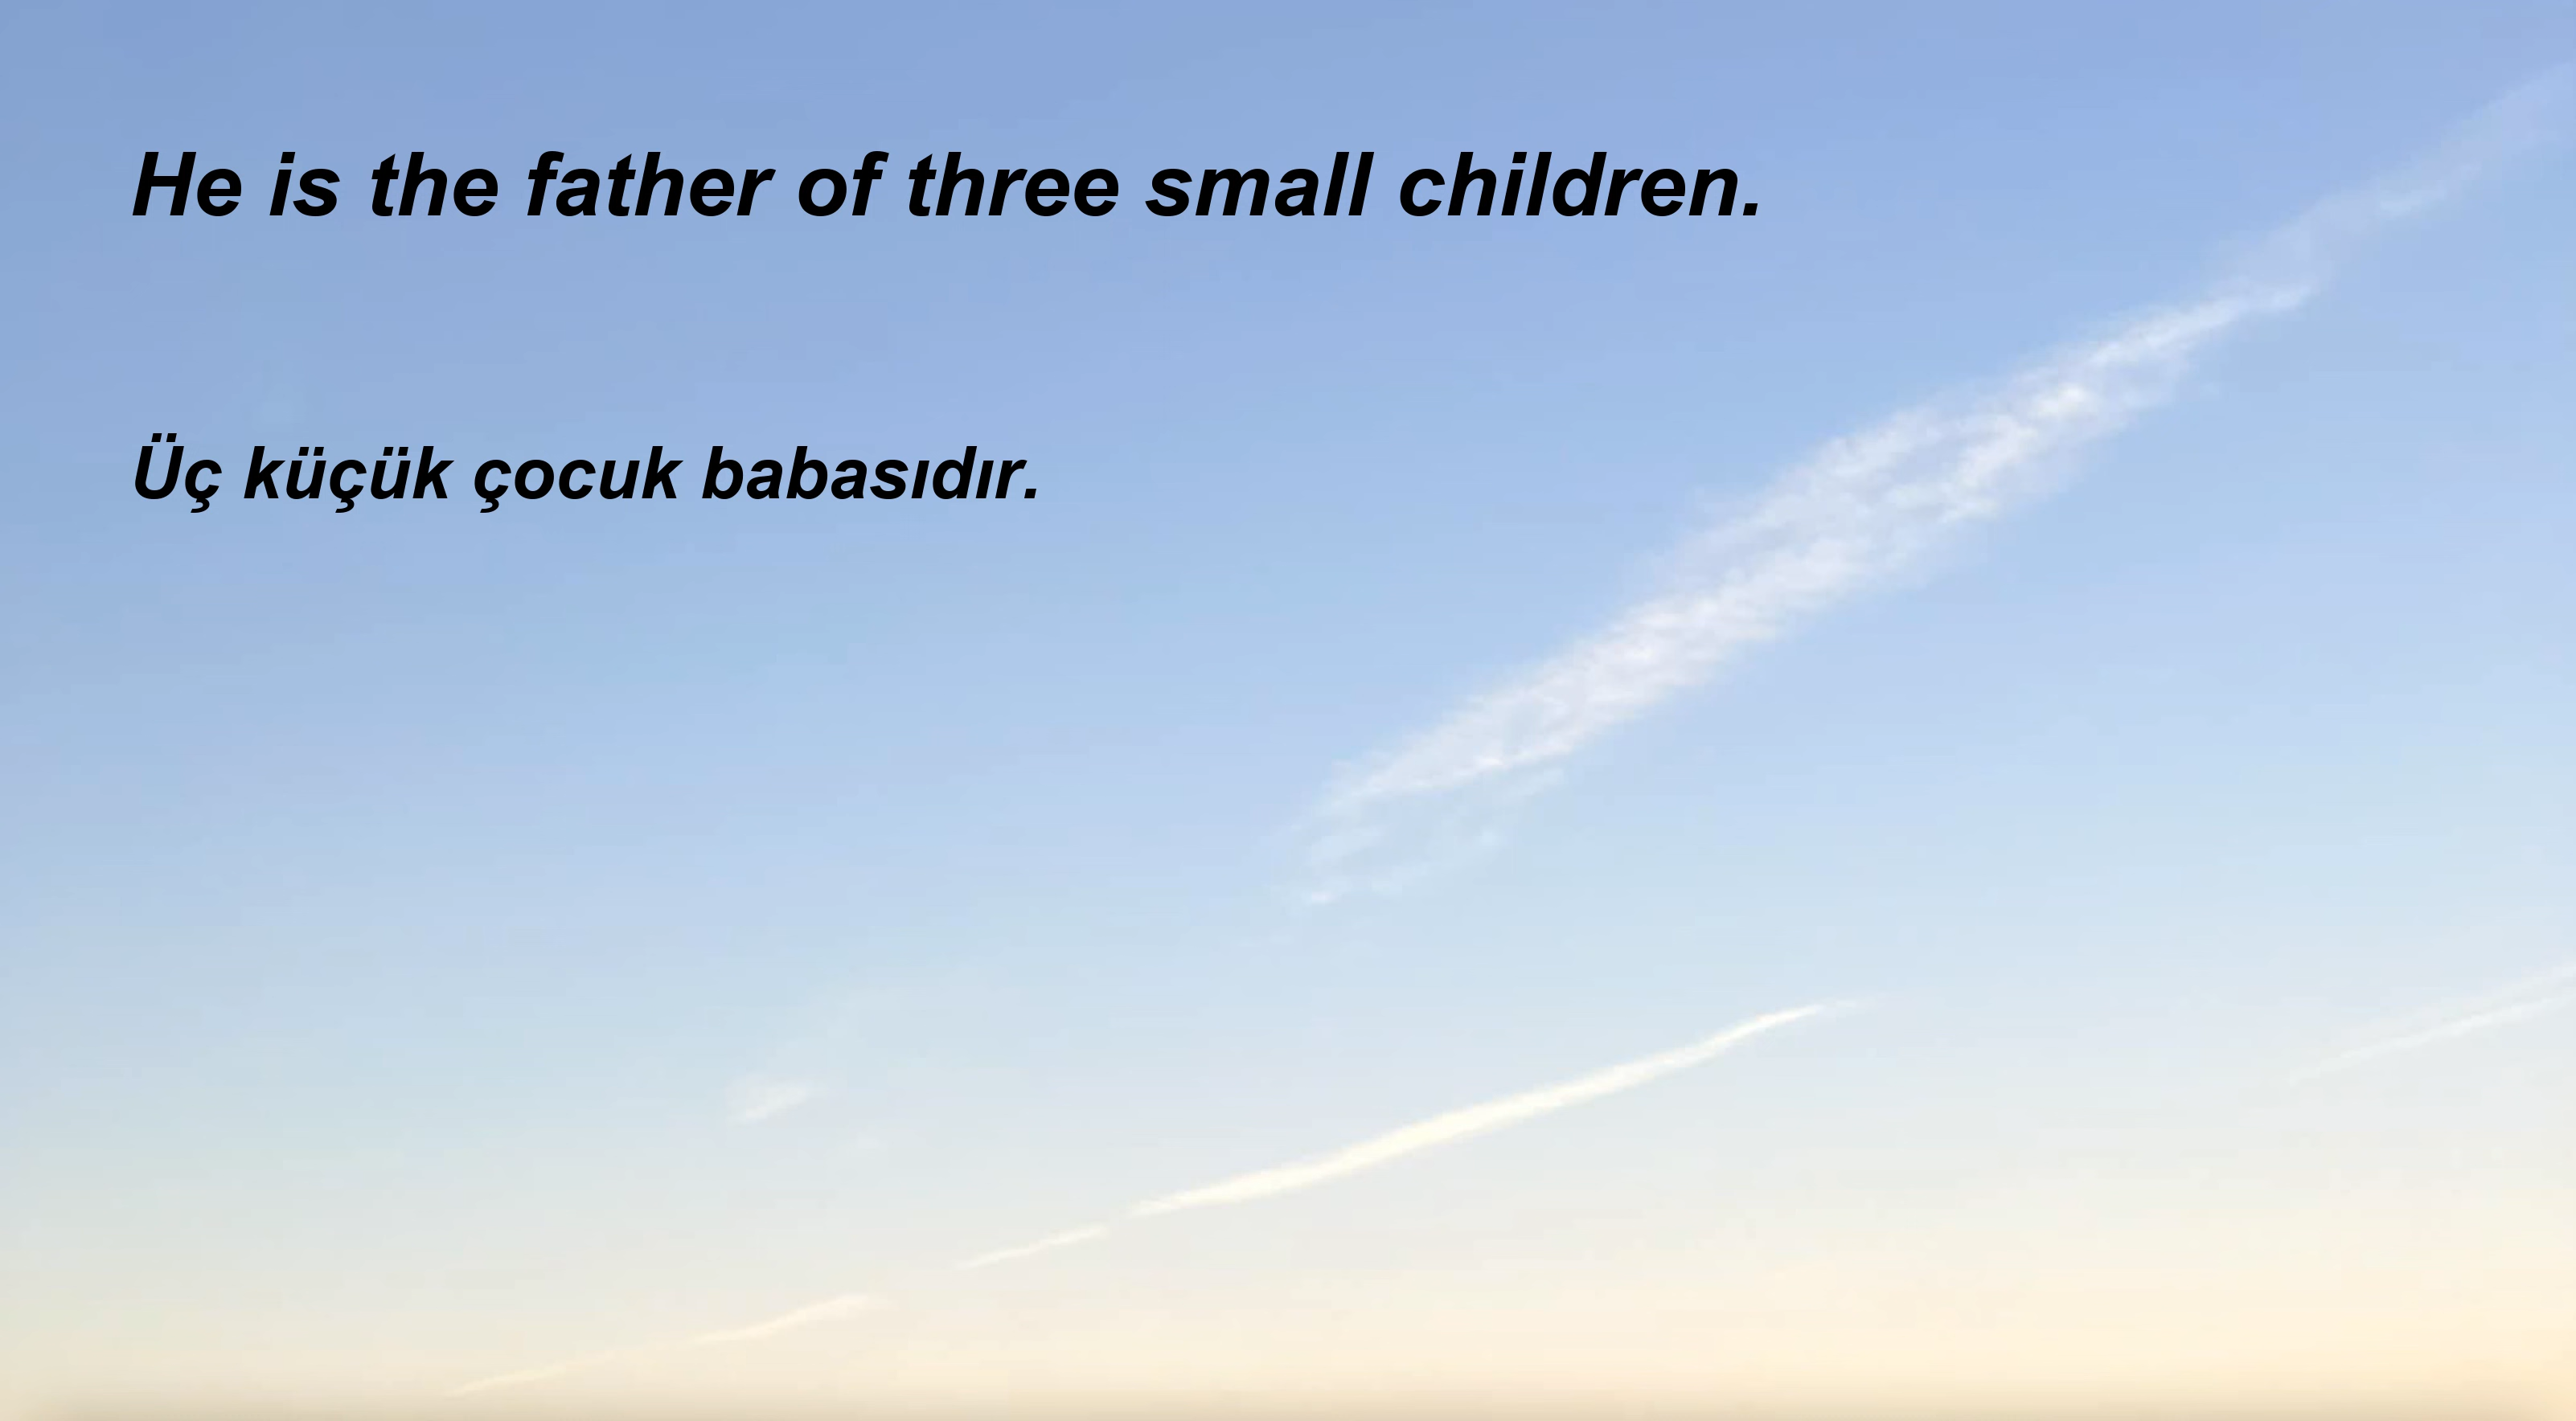 He is the father of three small children.
Üç küçük çocuk babasıdır.